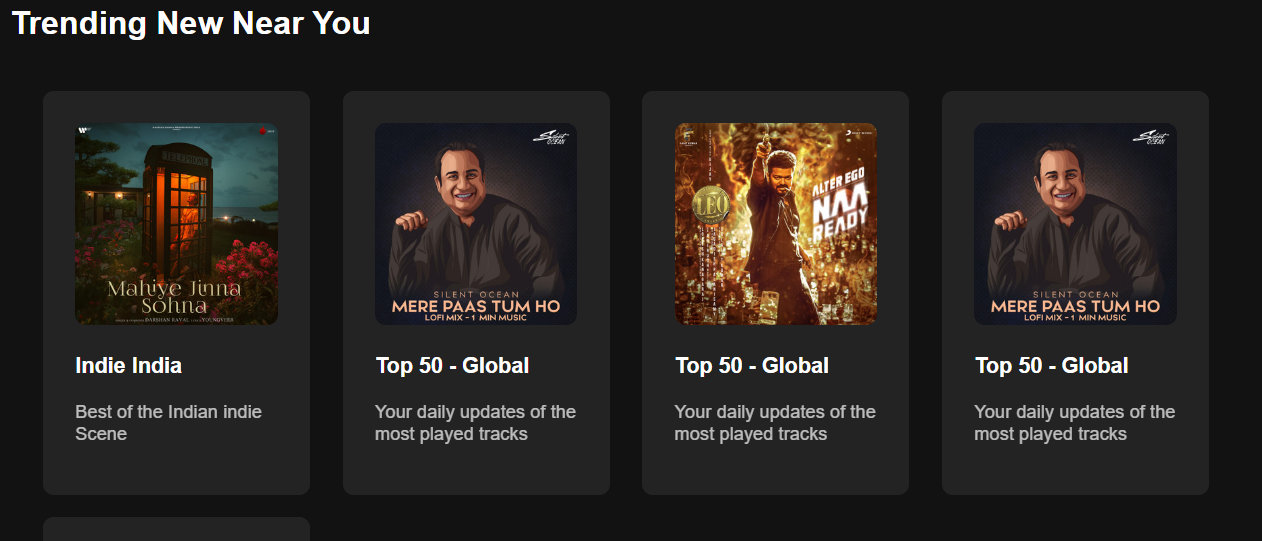 Trending New Near You
TELEPHONE
Mahiye Jinna
Sohna
DARSHAN RAVAL
YOUNGVEER
Indie India
Best of the Indian indie
Scene
Silent
OCEAN
SILENT OCEAN
MERE PAAS TUM HO
LOFI MIX - 1 MIN MUSIC
Top 50 - Global
Your daily updates of the
most played tracks
LEO
ALTER EGO
NAA
READY
Top 50 - Global
Your daily updates of the
most played tracks
Silent
OCEAN
SILENT OCEAN
MERE PAAS TUM HO
LOFI MIX - 1 MIN MUSIC
Top 50 - Global
Your daily updates of the
most played tracks